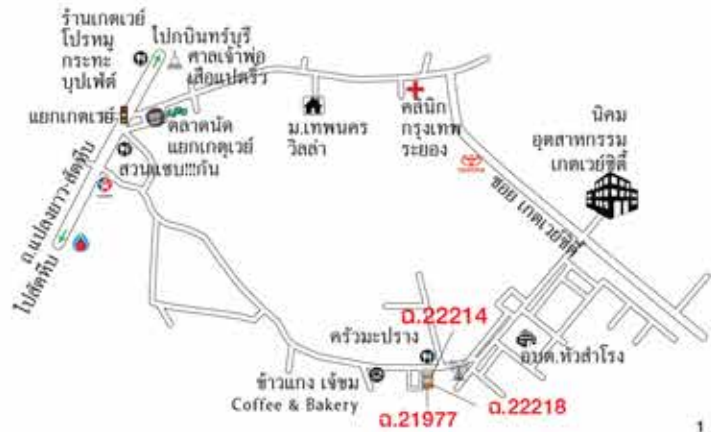 ร้านเกตเวย์
โปรหมู
กระทะ
บุปเฟ่ต์
ไปกบินทร์บุรี
ศาลเจ้าพ่อ
เสือแปดริ้ว
แยกเกตเวย์
ตลาดนัด
แยกเกตุเวย์
สวนแซบ!!!กัน
ม.เทพนคร
วิลล่า
คลินิก
กรุงเทพ
ระยอง
TOYOTA
นิคม
อุตสาหกรรม
เกตเวย์ซิตี้
ซอย เกตเวย์ซิตี้
ถ.แปลงยาว-สัตหีบ
ไปสัตหีบ
ครัวมะปราง
ฉ.22214
อบต.หัวสำโรง
ข้าวแกง เจ๊ชม
Coffee & Bakery
ฉ.22218
ฉ.21977
1